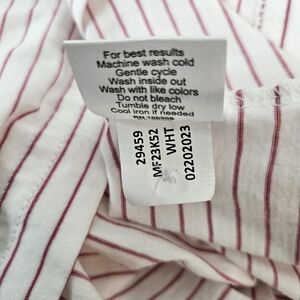 For best results
Machine wash cold
Gentle cycle
Wash inside out
Wash with like colors
Do not bleach
Tumble dry low
Cool iron if needed
29459
MF23K52
WHT
02202023